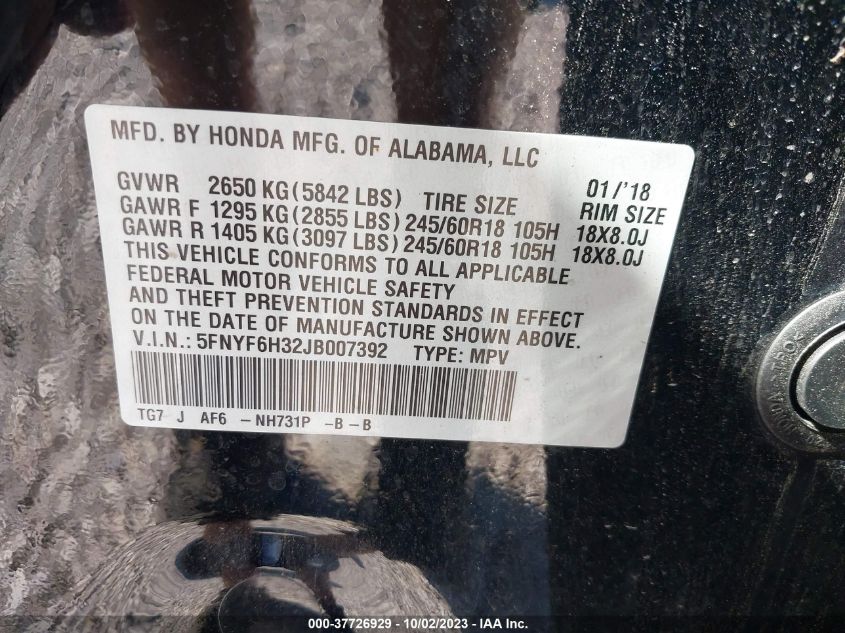 MFD. BY HONDA MFG. OF ALABAMA, LLC
GVWR 2650 KG(5842 LBS) TIRE SIZE 01/'18 RIM SIZE
GAWR F 1295 KG(2855 LBS) 245/60R18 105H 18X8.0J
GAWR R 1405 KG(3097 LBS) 245/60R18 105H 18X8.0J
THIS VEHICLE CONFORMS TO ALL APPLICABLE
FEDERAL MOTOR VEHICLE SAFETY
AND THEFT PREVENTION STANDARDS IN EFFECT
ON THE DATE OF MANUFACTURE SHOWN ABOVE.
V.I.N.: 5FNYF6H32JB007392 TYPE: MPV
TG7 J AF6 -NH731P -B-B
000-37726929 - 10/02/2023 - IAA Inc.